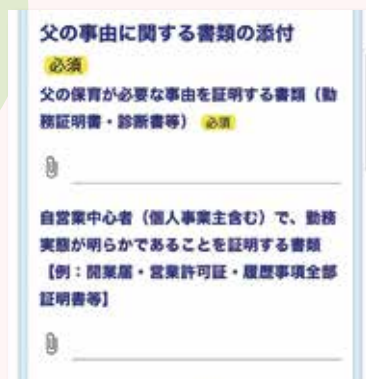 父の事由に関する書類の添付
必須
父の保育が必要な事由を証明する書類（勤
務証明書・診断書等） 必須
自営業中心者（個人事業主含む）で、勤務
実態が明らかであることを証明する書類
【例：開業届・営業許可証・履歴事項全部
証明書等】